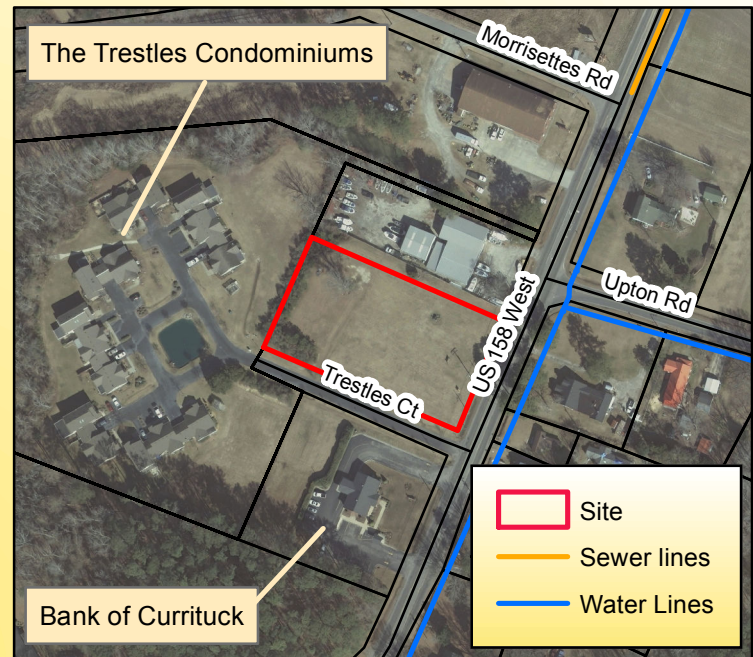 The Trestles Condominiums
Morrisettes Rd
Upton Rd
US 158 West
Trestles Ct
Site
Sewer lines
Water Lines
Bank of Currituck